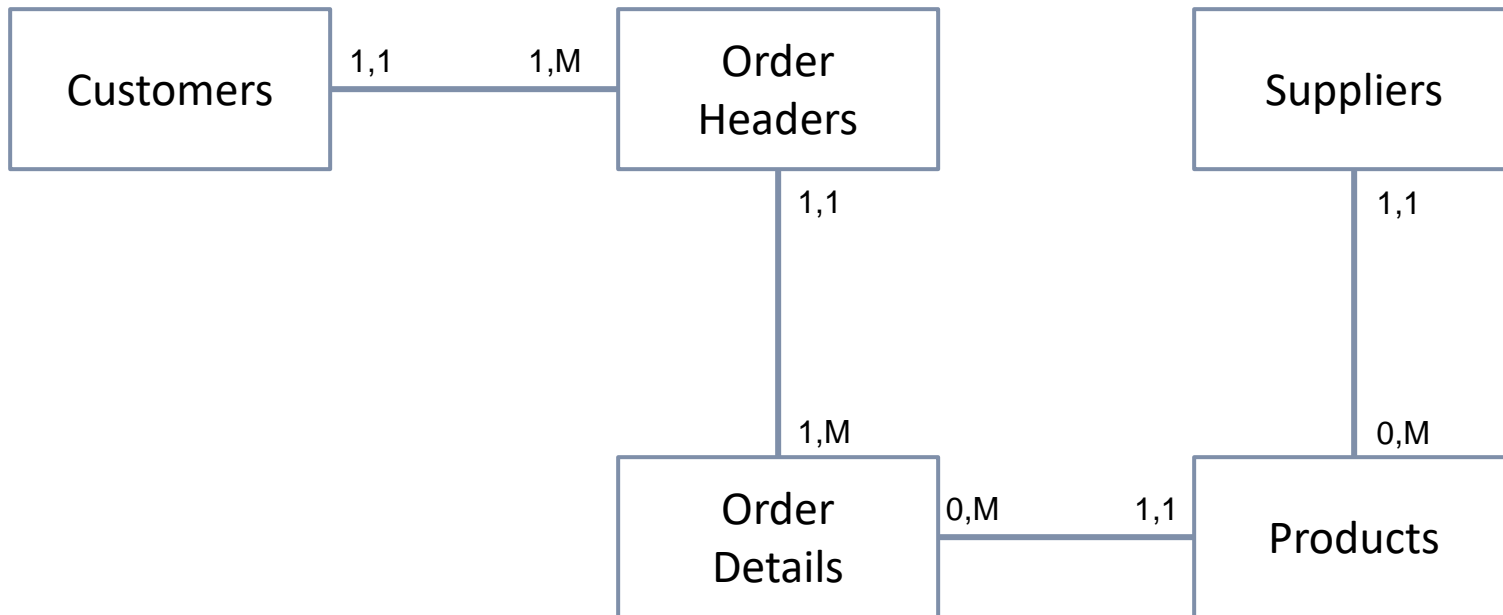 Customers
1,1
1,M
Order
Headers
Suppliers
1,1
1,1
1,M
0,M
Order
Details
0,M
1,1
Products